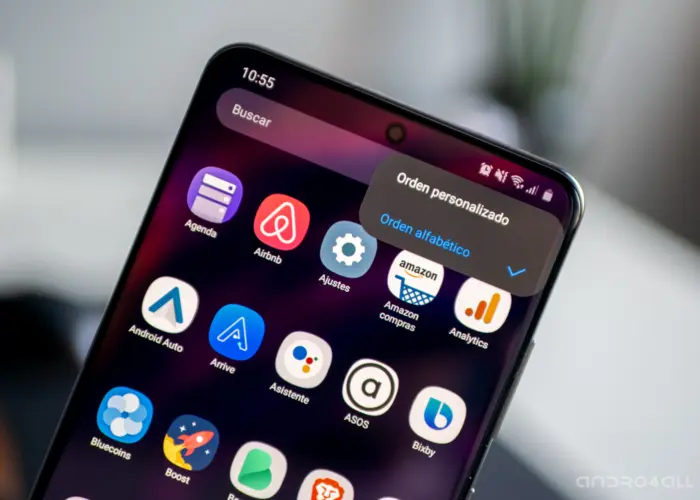 10:55
Buscar
Orden personalizado
Orden alfabético
Agenda
Airbnb
Ajustes
amazon
Amazon
compras
Analytics
Android Auto
Arrive
Asistente
a
ASOS
b
Bixby
Bluecoins
Boost
andro4all